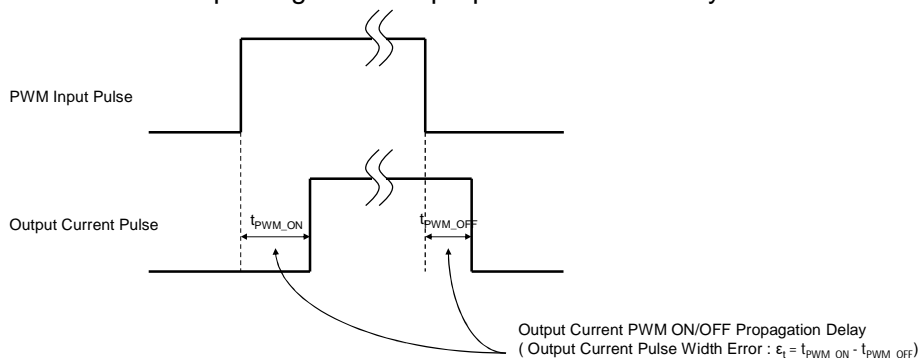 PWM Input Pulse
Output Current Pulse
tPWM_ON
tPWM_OFF
Output Current PWM ON/OFF Propagation Delay
( Output Current Pulse Width Error : εt = tPWM_ON - tPWM_OFF)